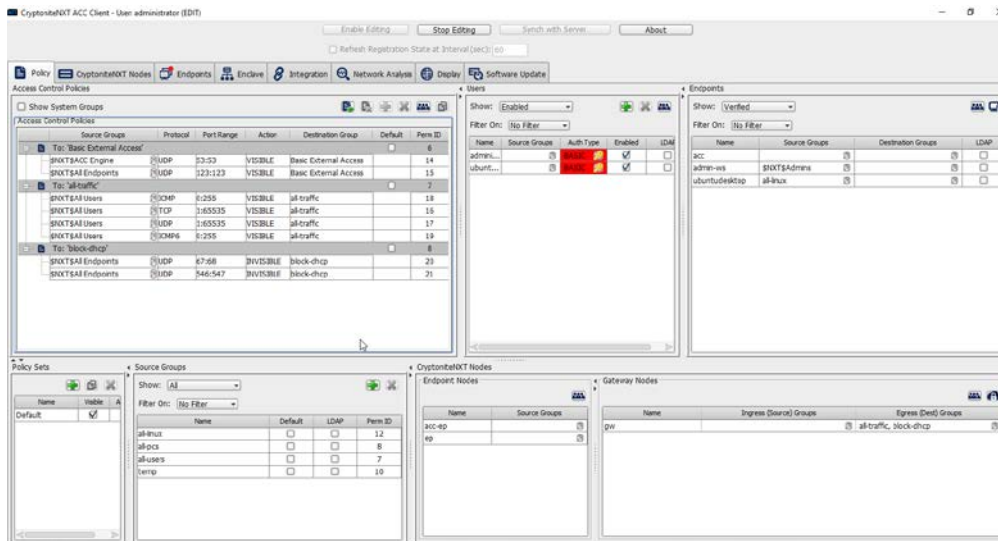 CryptoniteNXT ACC Client - User administrator (EDIT)
Enable Editing Stop Editing Synch with Server About
Refresh Registration State at Interval (sec): 60
Policy CryptoniteNXT Nodes Endpoints Enclave Integration Network Analysis Display Software Update
Access Control Policies
Show System Groups
Access Control Policies
Source Groups Protocol Port Range Action Destination Group Default Perm ID
To: 'Basic External Access' 6
$NXT$ACC Engine UDP 53:53 VISIBLE Basic External Access 14
$NXT$All Endpoints UDP 123:123 VISIBLE Basic External Access 15
To: 'all-traffic' 7
$NXT$All Users ICMP 0:255 VISIBLE all-traffic 18
$NXT$All Users TCP 1:65535 VISIBLE all-traffic 16
$NXT$All Users UDP 1:65535 VISIBLE all-traffic 17
$NXT$All Users ICMP6 0:255 VISIBLE all-traffic 19
To: 'block-dhcp' 8
$NXT$All Endpoints UDP 67:68 INVISIBLE block-dhcp 20
$NXT$All Endpoints UDP 546:547 INVISIBLE block-dhcp 21
Users
Show: Enabled
Filter On: No Filter
Name Source Groups Auth Type Enabled LDAP
admini... BASIC
ubunt... BASIC
Endpoints
Show: Verified
Filter On: No Filter
Name Source Groups Destination Groups LDAP
acc
admin-ws $NXT$Admins
ubuntudesktop all-linux
Policy Sets
Name Visible A
Default
Source Groups
Show: All
Filter On: No Filter
Name Default LDAP Perm ID
all-linux 12
all-pcs 8
all-users 7
temp 10
CryptoniteNXT Nodes
Endpoint Nodes
Name Source Groups
acc-ep
ep
Gateway Nodes
Name Ingress (Source) Groups Egress (Dest) Groups
gw all-traffic, block-dhcp